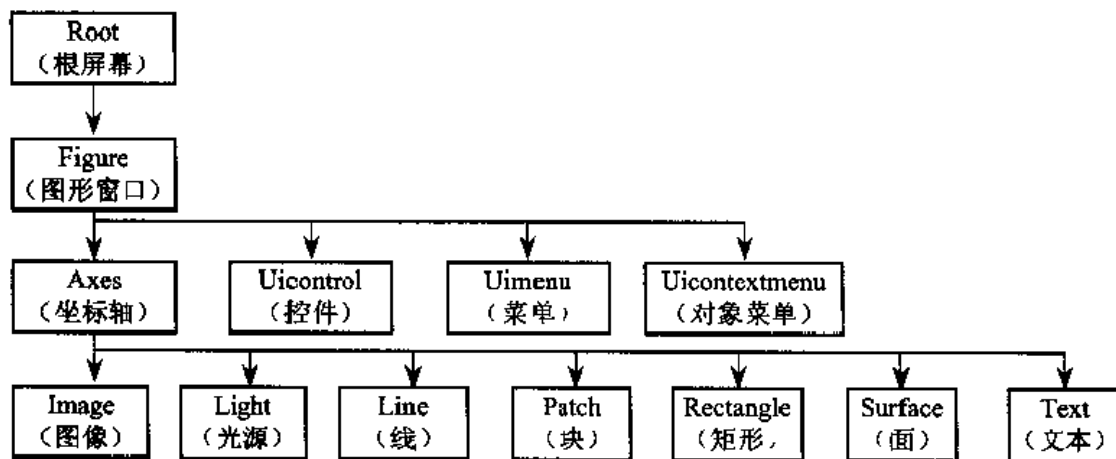 Root
（根屏幕）
Figure
（图形窗口）
Axes
（坐标轴）
Uicontrol
（控件）
Uimenu
（菜单）
Uicontextmenu
（对象菜单）
Image
（图像）
Light
（光源）
Line
（线）
Patch
（块）
Rectangle
（矩形）
Surface
（面）
Text
（文本）